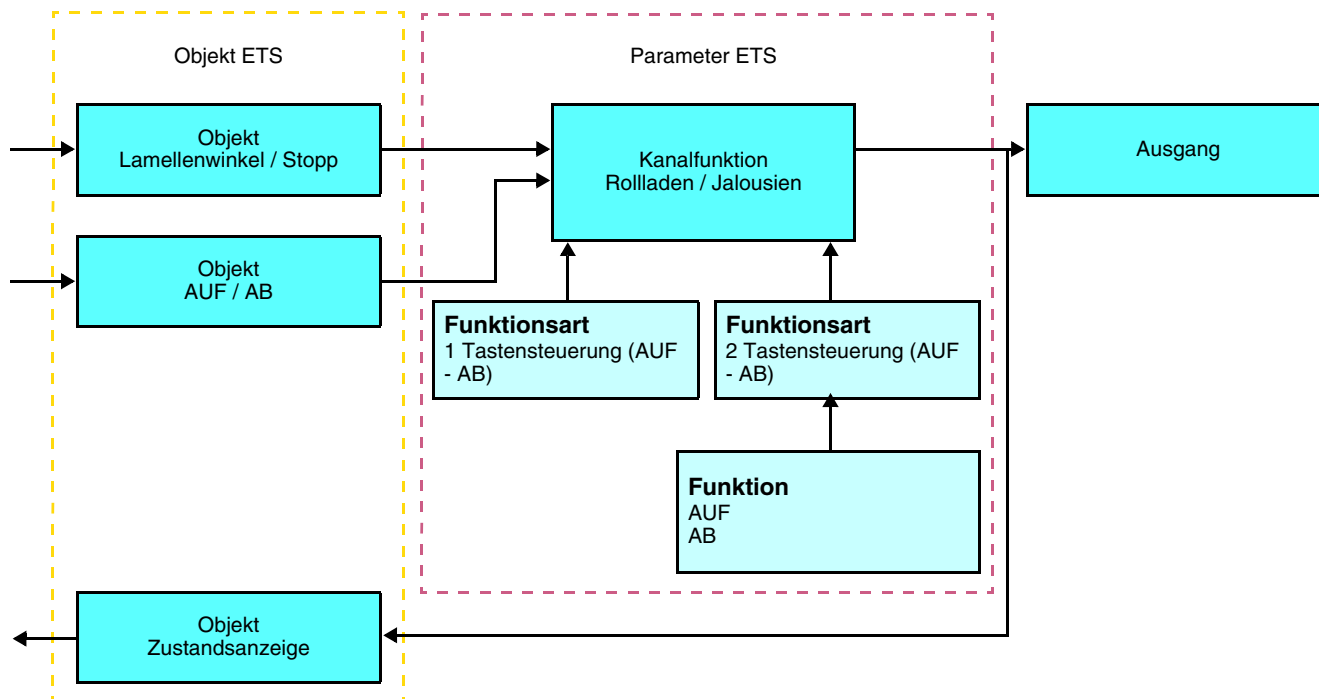 Objekt ETS
Parameter ETS
Objekt
Lamellenwinkel / Stopp
Kanalfunktion
Rollladen / Jalousien
Ausgang
Objekt
AUF / AB
Funktionsart
1 Tastensteuerung (AUF
- AB)
Funktionsart
2 Tastensteuerung (AUF
- AB)
Funktion
AUF
AB
Objekt
Zustandsanzeige